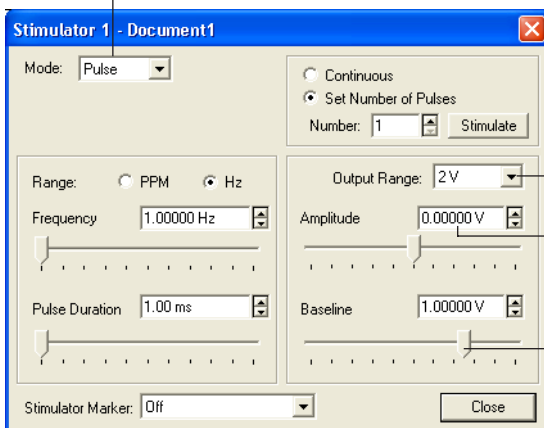 Stimulator 1 - Document1
Mode: Pulse
Continuous
Set Number of Pulses
Number: 1 Stimulate
Range: PPM Hz
Frequency 1.00000 Hz
Pulse Duration 1.00 ms
Output Range: 2 V
Amplitude 0.00000 V
Baseline 1.00000 V
Stimulator Marker: Off
Close